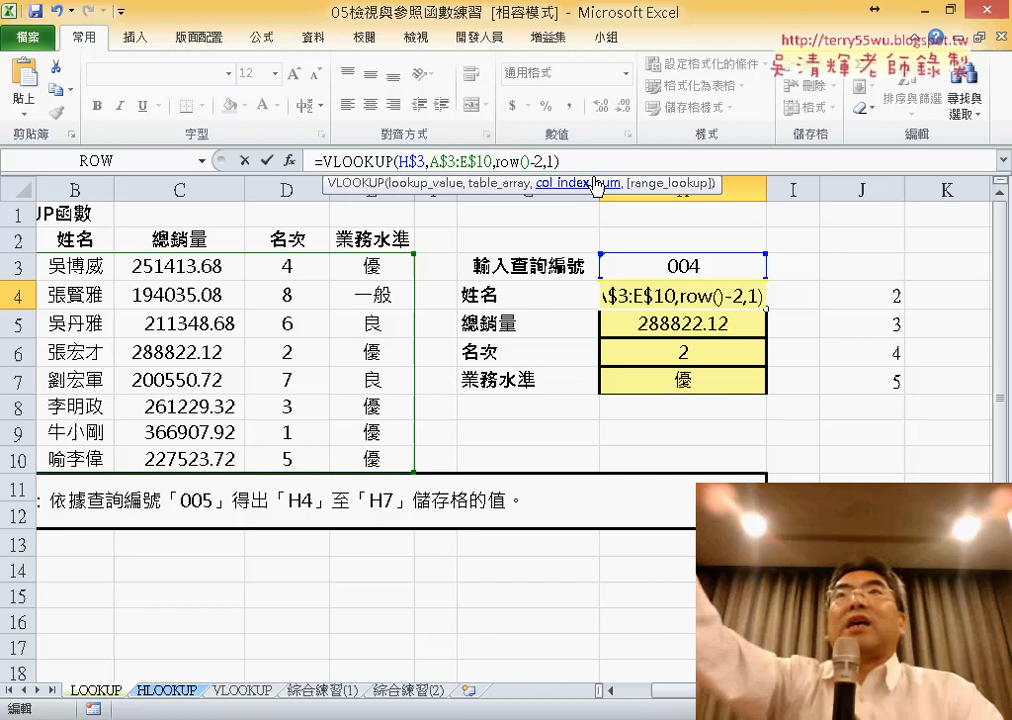 05檢視與參照函數練習 [相容模式] - Microsoft Excel
檔案 常用 插入 版面配置 公式 資料 校閱 檢視 開發人員 增益集 小組
http://terry55wu.blogspot.tw
吳清輝老師錄製
貼上 12 通用格式 設定格式化的條件 格式化為表格 儲存格樣式 刪除 格式 排序與篩選 尋找與選取
剪貼簿 字型 對齊方式 數值 樣式 儲存格 編輯
ROW =VLOOKUP(H$3,A$3:E$10,row()-2,1)
VLOOKUP(lookup_value, table_array, col_index_num, [range_lookup])
B C D I J K
1 UP函數
2 姓名 總銷量 名次 業務水準
3 吳博威 251413.68 4 優 輸入查詢編號 004
4 張賢雅 194035.08 8 一般 姓名 A$3:E$10,row()-2,1) 2
5 吳丹雅 211348.68 6 良 總銷量 288822.12 3
6 張宏才 288822.12 2 優 名次 2 4
7 劉宏軍 200550.72 7 良 業務水準 優 5
8 李明政 261229.32 3 優
9 牛小剛 366907.92 1 優
10 喻李偉 227523.72 5 優
11
: 依據查詢編號「005」得出「H4」至「H7」儲存格的值。
12
13
14
15
16
17
18
LOOKUP HLOOKUP VLOOKUP 綜合練習(1) 綜合練習(2)
編輯